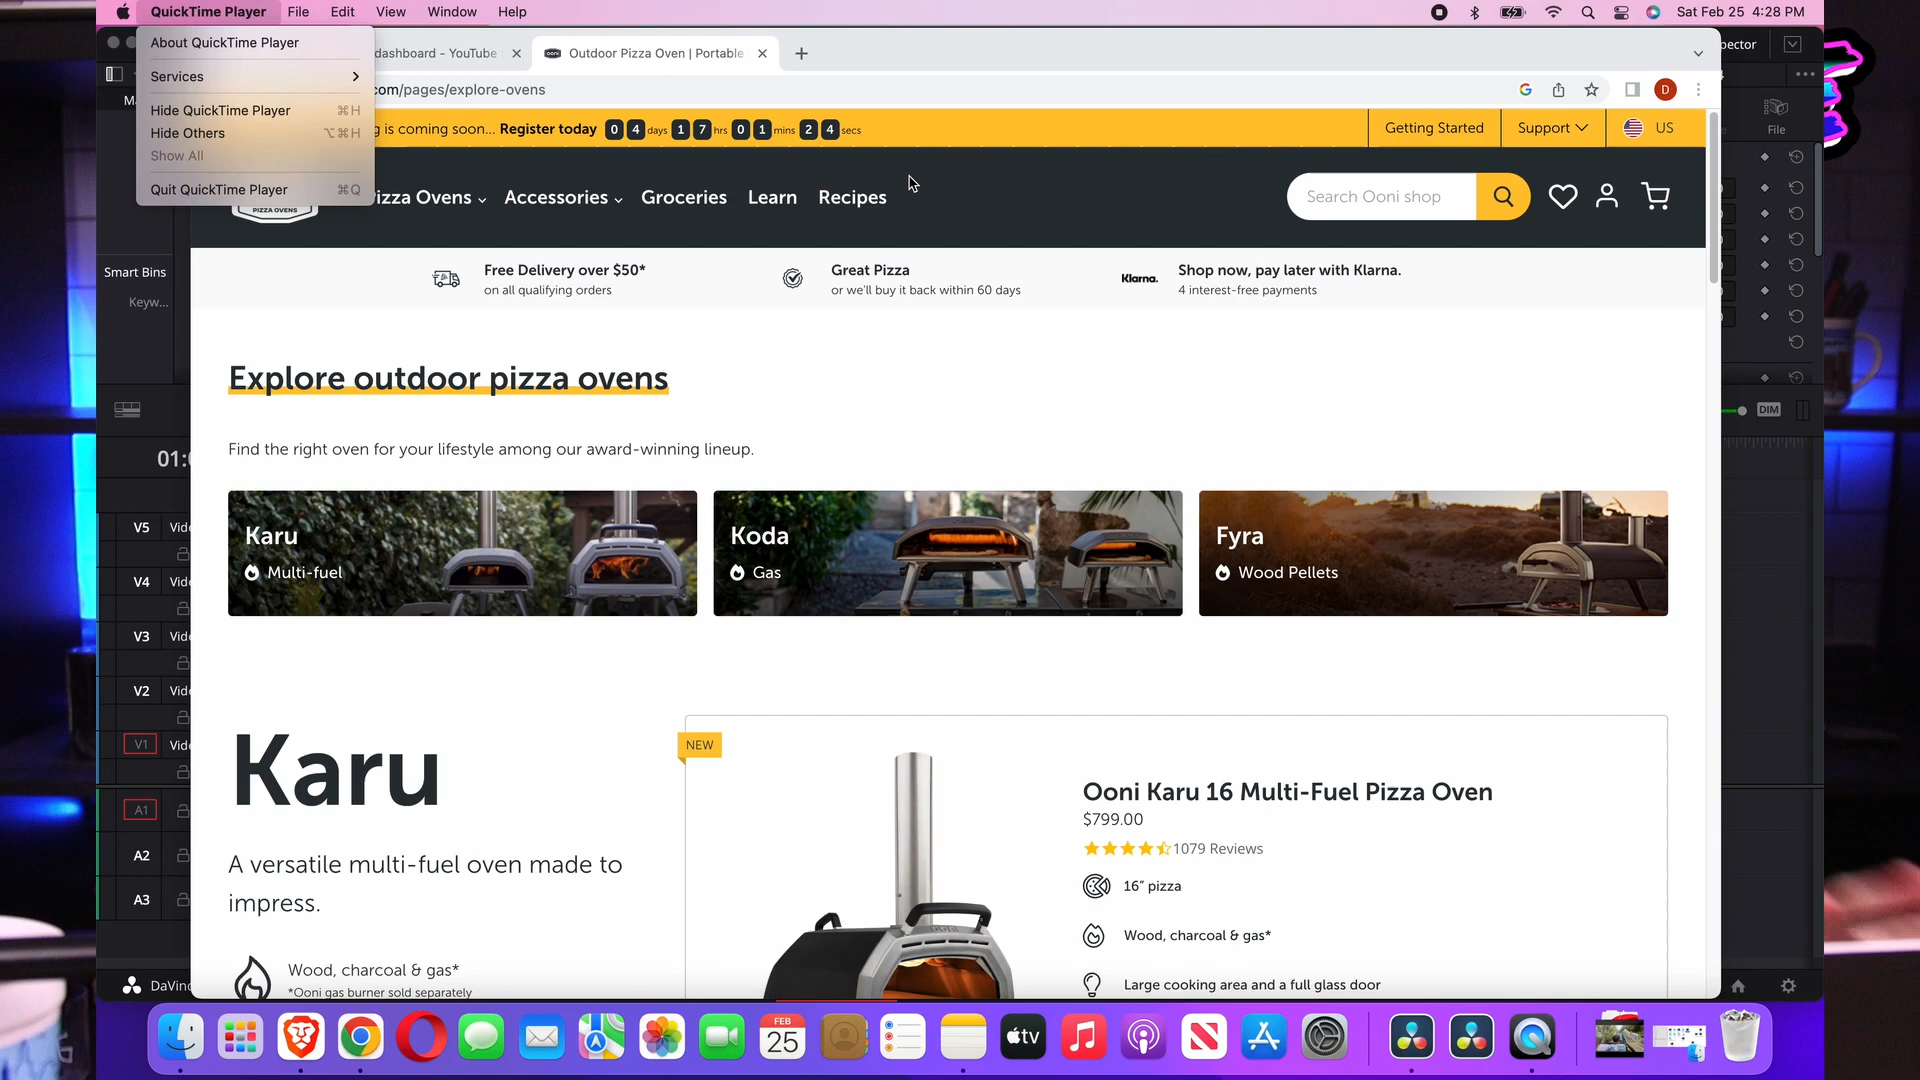 QuickTime Player File Edit View Window Help
Sat Feb 25 4:28 PM
About QuickTime Player
Services
Hide QuickTime Player ⌘H
Hide Others ⌥⌘H
Show All
Quit QuickTime Player ⌘Q
dashboard - YouTube
Outdoor Pizza Oven | Portable
pector
com/pages/explore-ovens
D
g is coming soon... Register today 0 4 days 1 7 hrs 0 1 mins 2 4 secs
Getting Started Support US
File
PIZZA OVENS
Pizza Ovens Accessories Groceries Learn Recipes
Search Ooni shop
Smart Bins
Keyw...
Free Delivery over $50*
on all qualifying orders
Great Pizza
or we'll buy it back within 60 days
Klarna.
Shop now, pay later with Klarna.
4 interest-free payments
Explore outdoor pizza ovens
Find the right oven for your lifestyle among our award-winning lineup.
DIM
Karu
Multi-fuel
Koda
Gas
Fyra
Wood Pellets
V5
V4
V3
V2
V1
A1
A2
A3
Karu
A versatile multi-fuel oven made to
impress.
Wood, charcoal & gas*
*Ooni gas burner sold separately
NEW
Ooni Karu 16 Multi-Fuel Pizza Oven
$799.00
1079 Reviews
16" pizza
Wood, charcoal & gas*
Large cooking area and a full glass door
FEB
25
tv